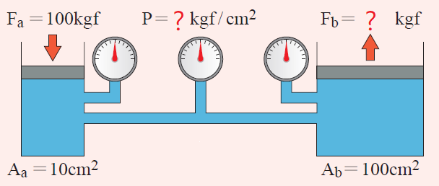 Fa = 100kgf P = ? kgf/cm² Fb = ? kgf
Aa = 10cm² Ab = 100cm²